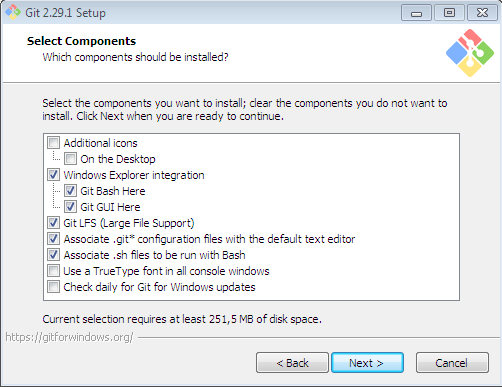 Git 2.29.1 Setup
Select Components
Which components should be installed?
Select the components you want to install; clear the components you do not want to
install. Click Next when you are ready to continue.
Additional icons
On the Desktop
Windows Explorer integration
Git Bash Here
Git GUI Here
Git LFS (Large File Support)
Associate .git* configuration files with the default text editor
Associate .sh files to be run with Bash
Use a TrueType font in all console windows
Check daily for Git for Windows updates
Current selection requires at least 251,5 MB of disk space.
https://gitforwindows.org/
< Back
Next >
Cancel